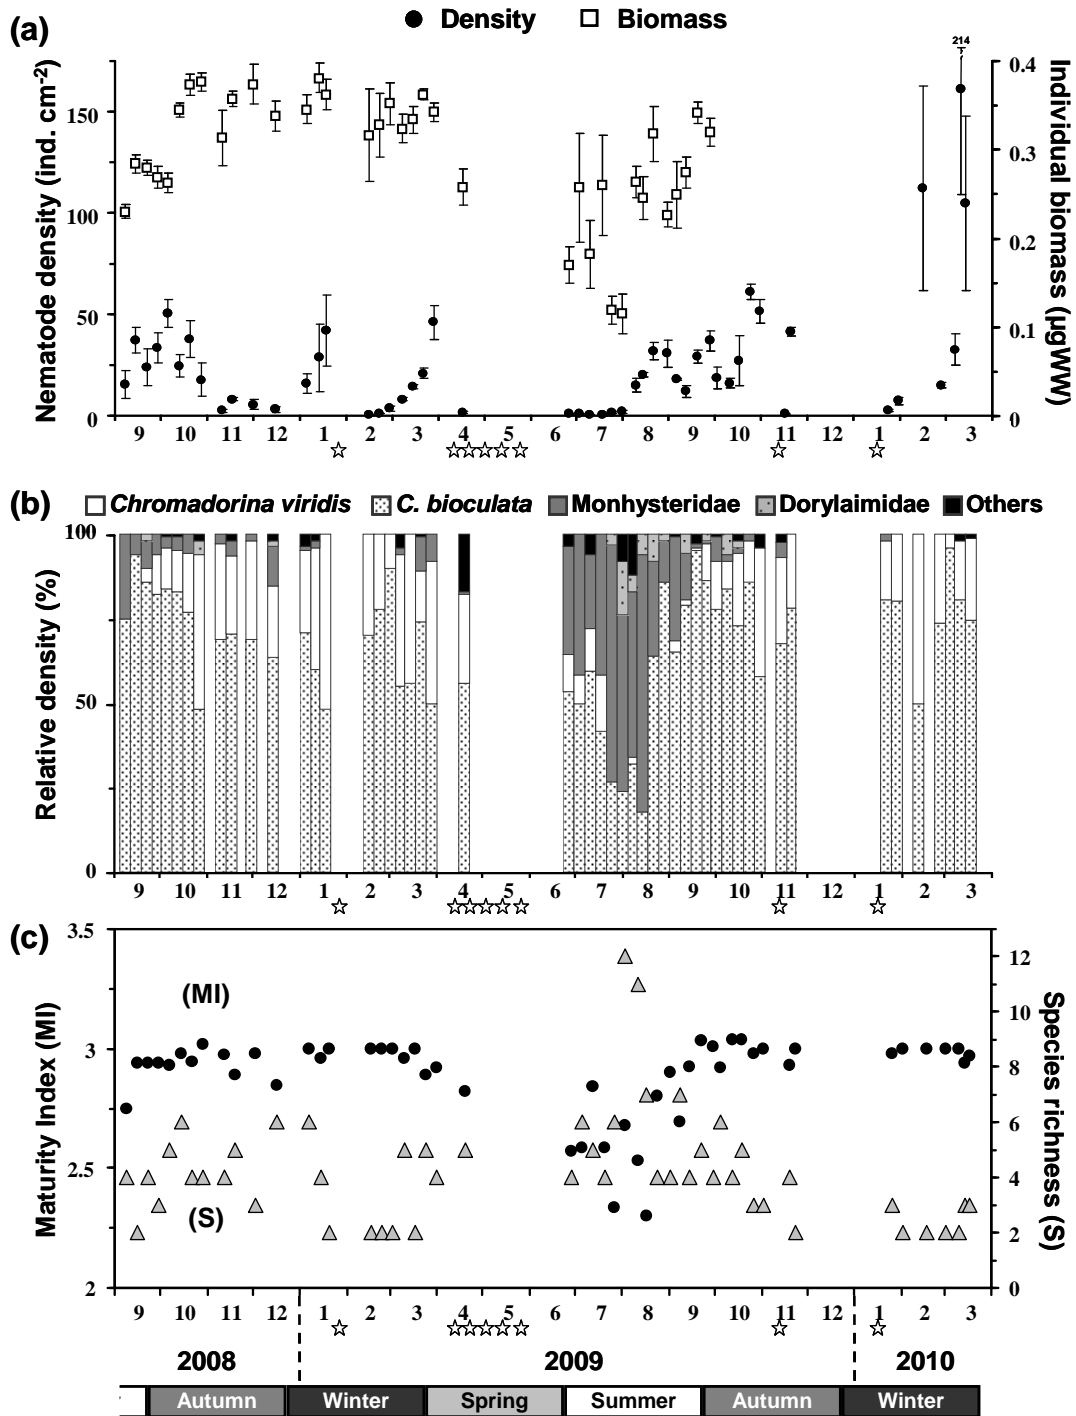 (a)
Density Biomass
Nematode density (ind. cm-2)
Individual biomass (µgWW)
214
150 0.4
100 0.3
50 0.2
0.1
0 0
9 10 11 12 1 2 3 4 5 6 7 8 9 10 11 12 1 2 3
(b)
Chromadorina viridis C. bioculata Monhysteridae Dorylaimidae Others
Relative density (%)
100
50
0
9 10 11 12 1 2 3 4 5 6 7 8 9 10 11 12 1 2 3
(c)
Maturity Index (MI)
Species richness (S)
3.5
12
(MI)
10
3
8
6
2.5
4
(S)
2
2 0
9 10 11 12 1 2 3 4 5 6 7 8 9 10 11 12 1 2 3
2008 2009 2010
Autumn Winter Spring Summer Autumn Winter